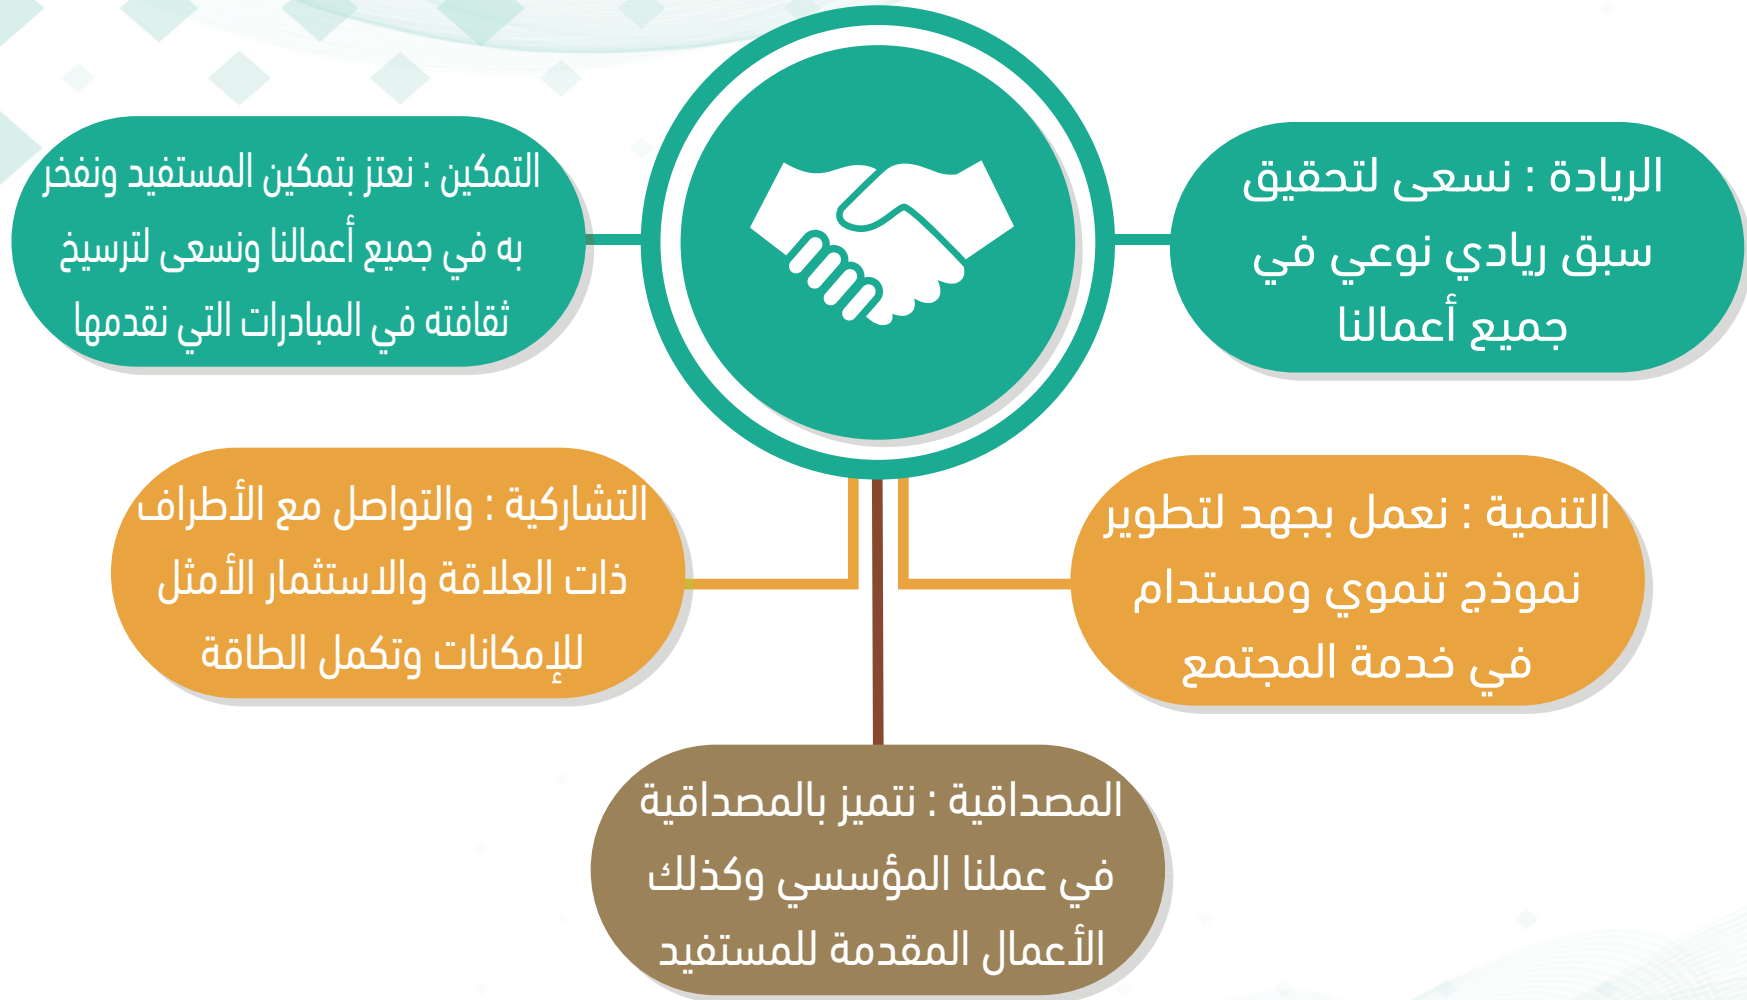 الريادة : نسعى لتحقيق
سبق ريادي نوعي في
جميع أعمالنا
التمكين : نعتز بتمكين المستفيد ونفخر
به في جميع أعمالنا ونسعى لترسيخ
ثقافته في المبادرات التي نقدمها
التنمية : نعمل بجهد لتطوير
نموذج تنموي ومستدام
في خدمة المجتمع
التشاركية : والتواصل مع الأطراف
ذات العلاقة والاستثمار الأمثل
للإمكانات وتكمل الطاقة
المصداقية : نتميز بالمصداقية
في عملنا المؤسسي وكذلك
الأعمال المقدمة للمستفيد